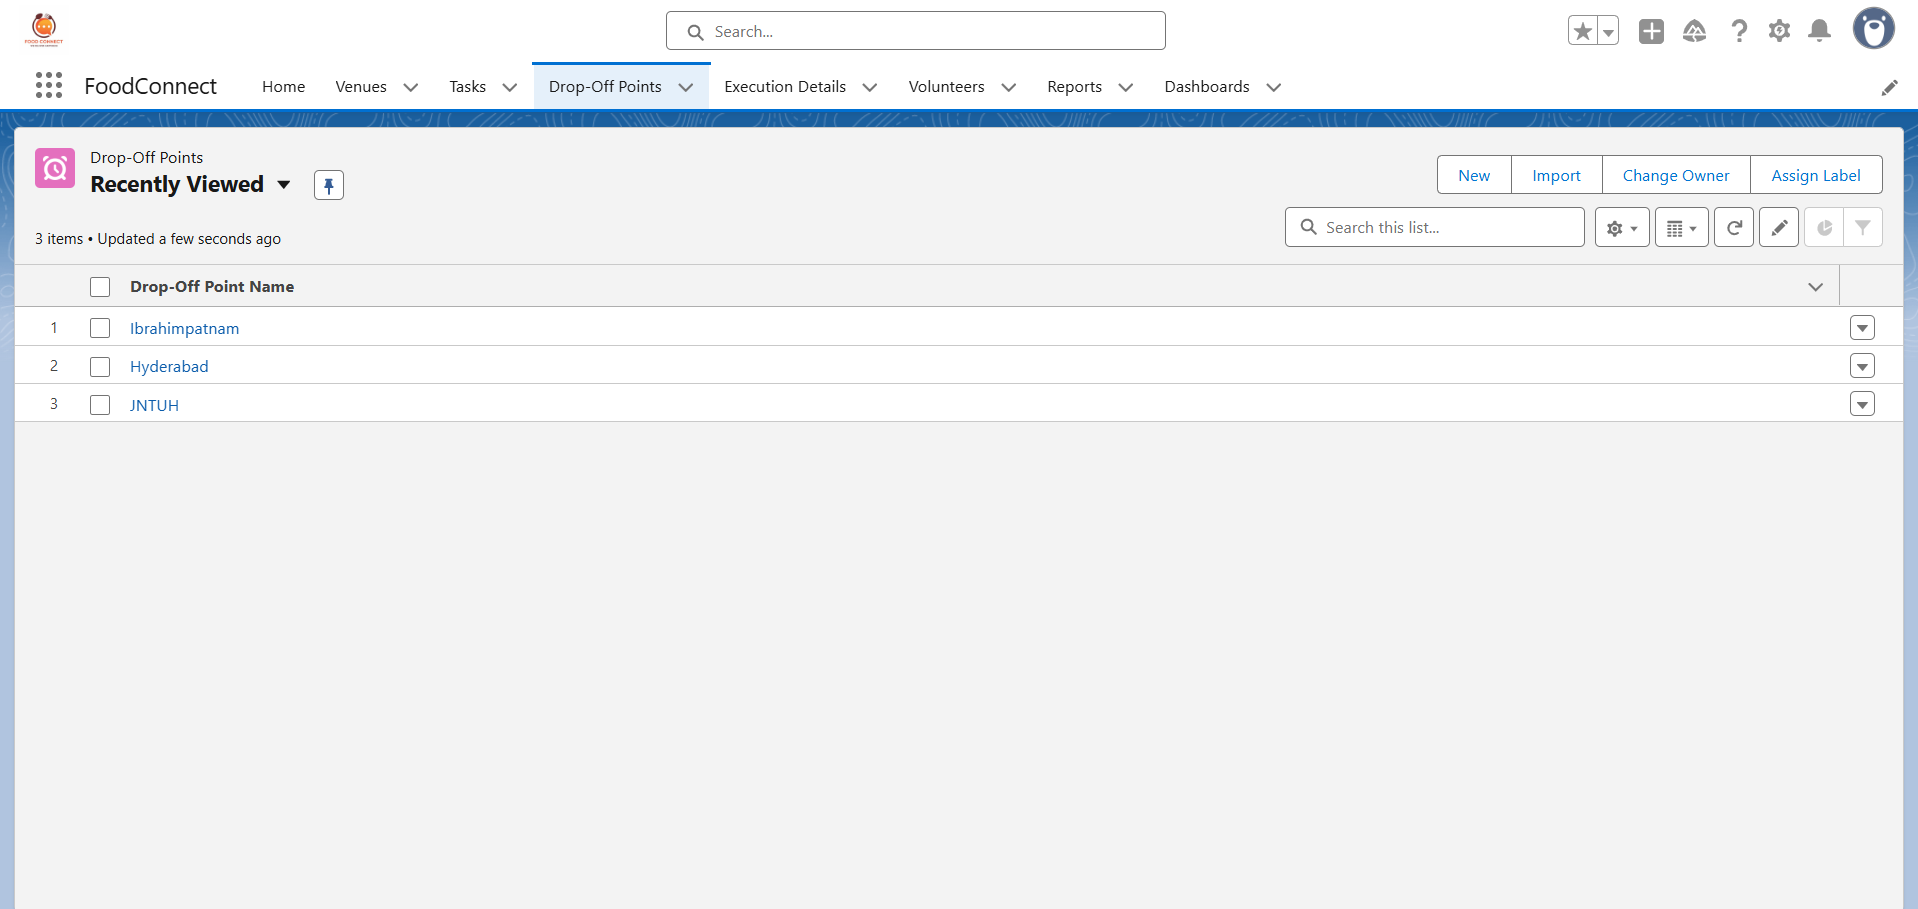 FOOD CONNECT
Search...
FoodConnect
Home
Venues
Tasks
Drop-Off Points
Execution Details
Volunteers
Reports
Dashboards
Drop-Off Points
Recently Viewed
New
Import
Change Owner
Assign Label
3 items • Updated a few seconds ago
Search this list...
Drop-Off Point Name
1 Ibrahimpatnam
2 Hyderabad
3 JNTUH